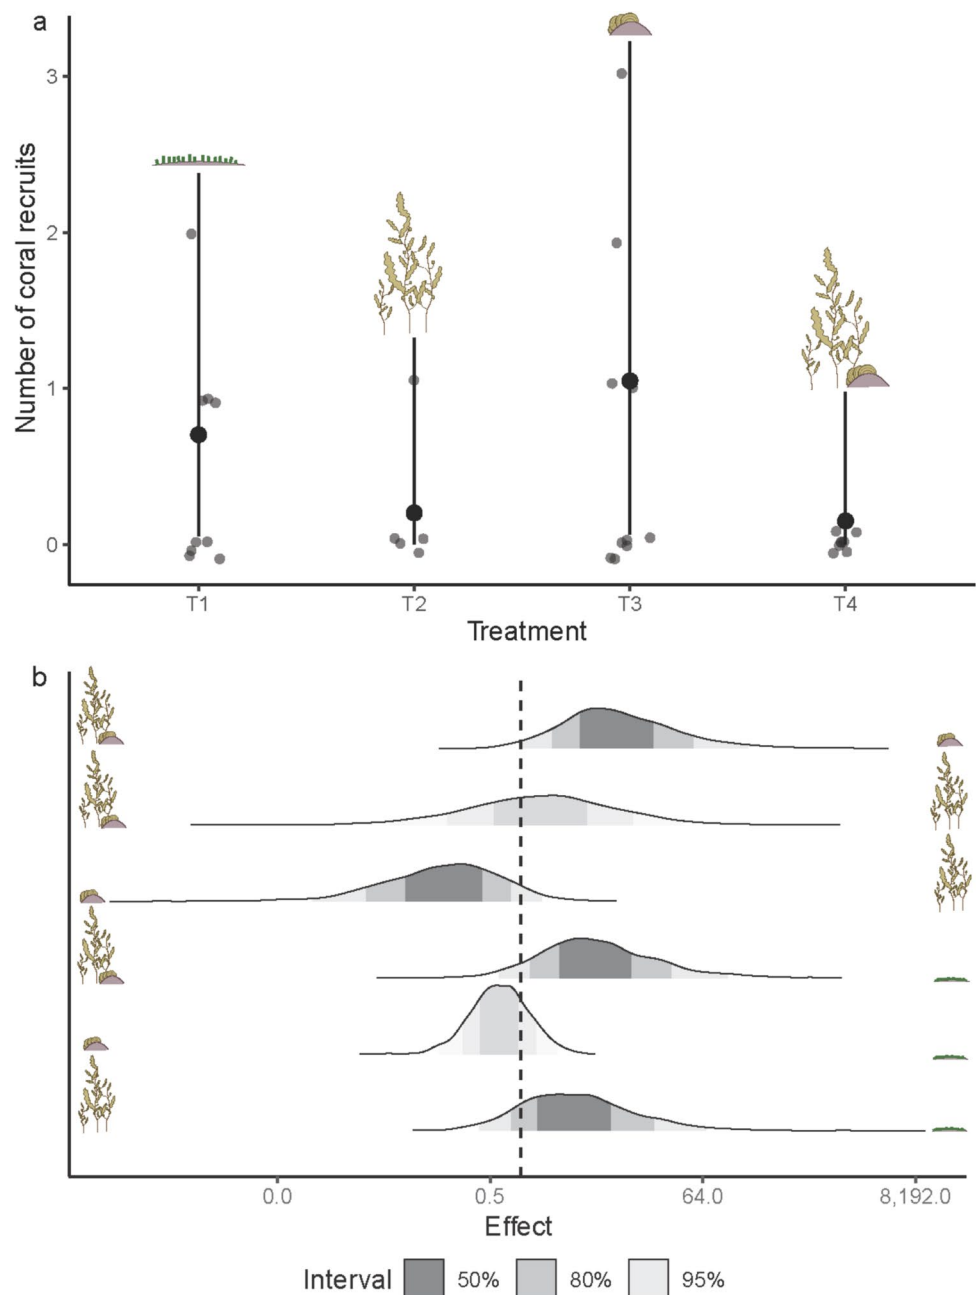 a
Number of coral recruits
3
2
1
0
T1 T2 T3 T4
Treatment
b
0.0 0.5 64.0 8,192.0
Effect
Interval 50% 80% 95%